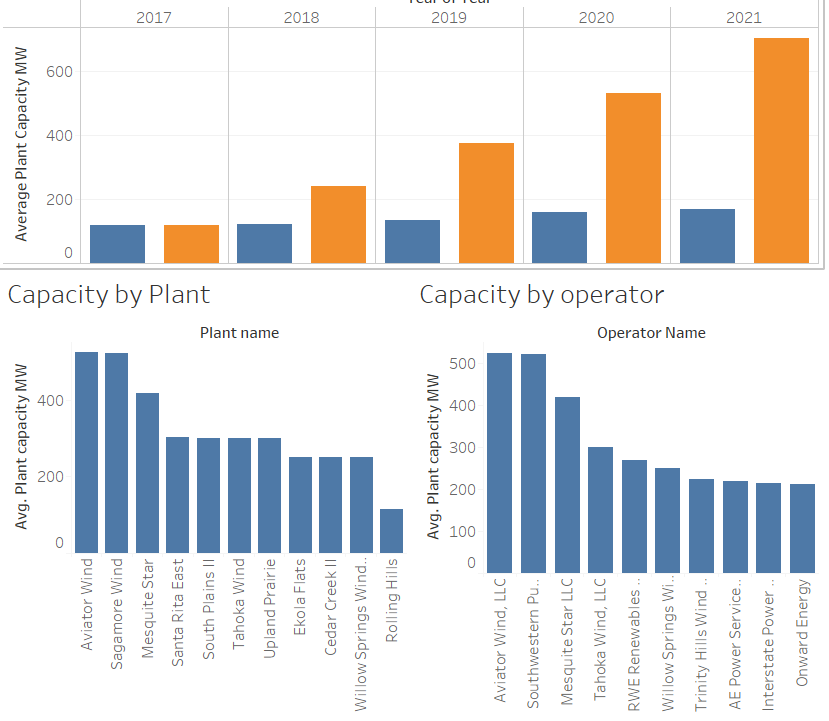 Year of Year
2017 2018 2019 2020 2021
Average Plant Capacity MW
600
400
200
0
Capacity by Plant
Plant name
Avg. Plant capacity MW
400
200
0
Aviator Wind
Sagamore Wind
Mesquite Star
Santa Rita East
South Plains II
Tahoka Wind
Upland Prairie
Ekola Flats
Cedar Creek II
Willow Springs Wind..
Rolling Hills
Capacity by operator
Operator Name
Avg. Plant capacity MW
500
400
300
200
100
0
Aviator Wind, LLC
Southwestern Pu..
Mesquite Star LLC
Tahoka Wind, LLC
RWE Renewables ..
Willow Springs Wi..
Trinity Hills Wind ..
AE Power Service..
Interstate Power ..
Onward Energy